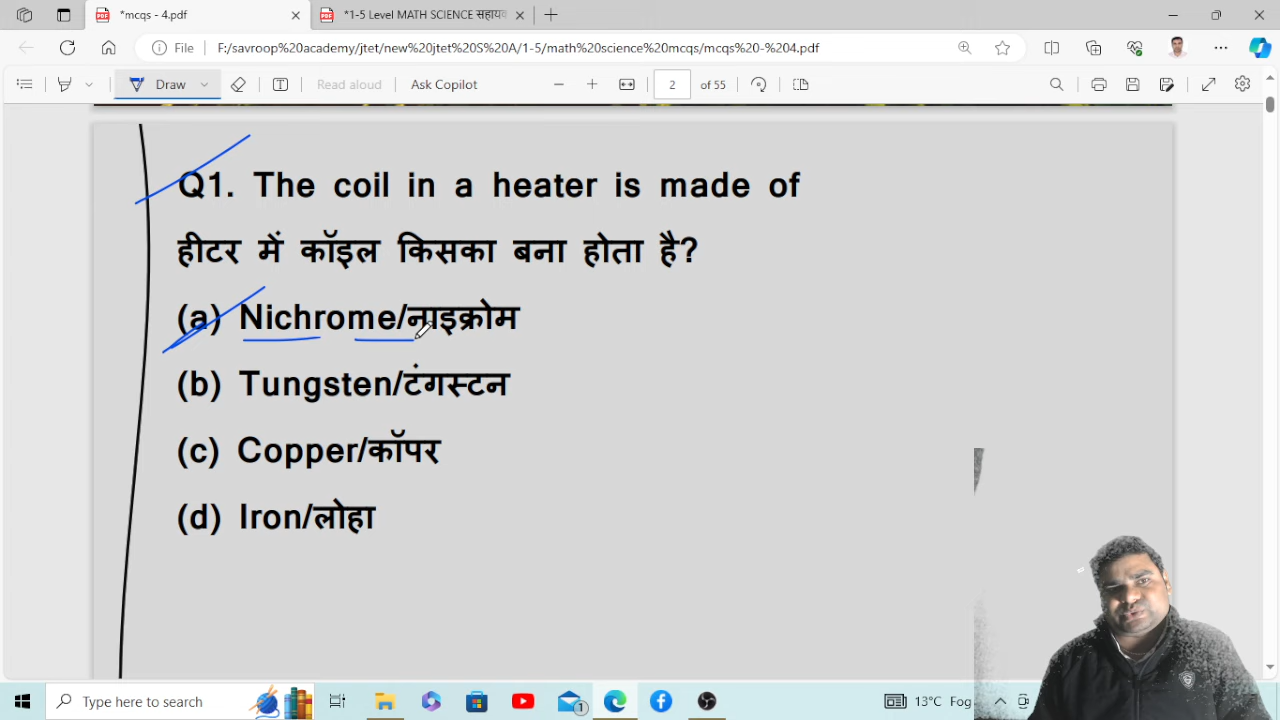 *mcqs - 4.pdf
*1-5 Level MATH SCIENCE सहायक
File
F:/savroop%20academy/jtet/new%20jtet%20S%20A/1-5/math%20science%20mcqs/mcqs%20-%204.pdf
Draw
Read aloud
Ask Copilot
2
of 55
Q1. The coil in a heater is made of
हीटर में कॉइल किसका बना होता है?
(a) Nichrome/नाइक्रोम
(b) Tungsten/टंगस्टन
(c) Copper/कॉपर
(d) Iron/लोहा
Type here to search
1
13°C Fog